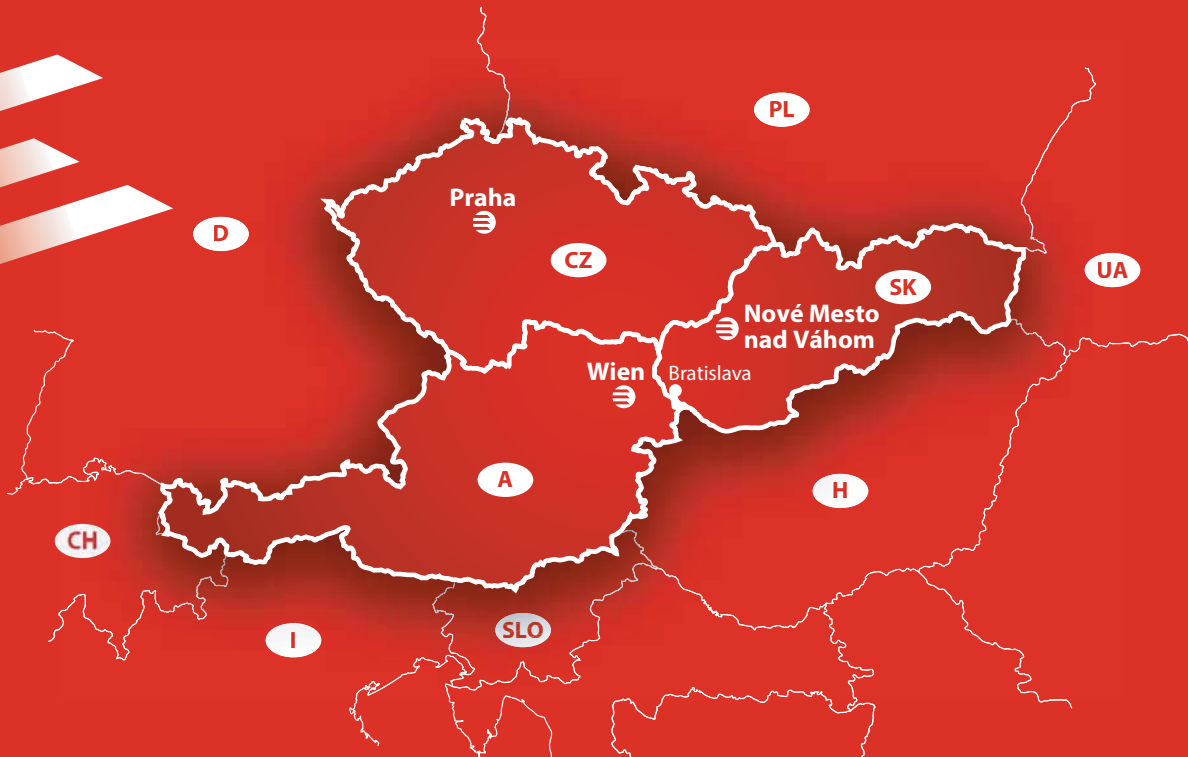 PL
Praha
D
CZ
UA
SK
Nové Mesto
nad Váhom
Wien
Bratislava
A
H
CH
SLO
I